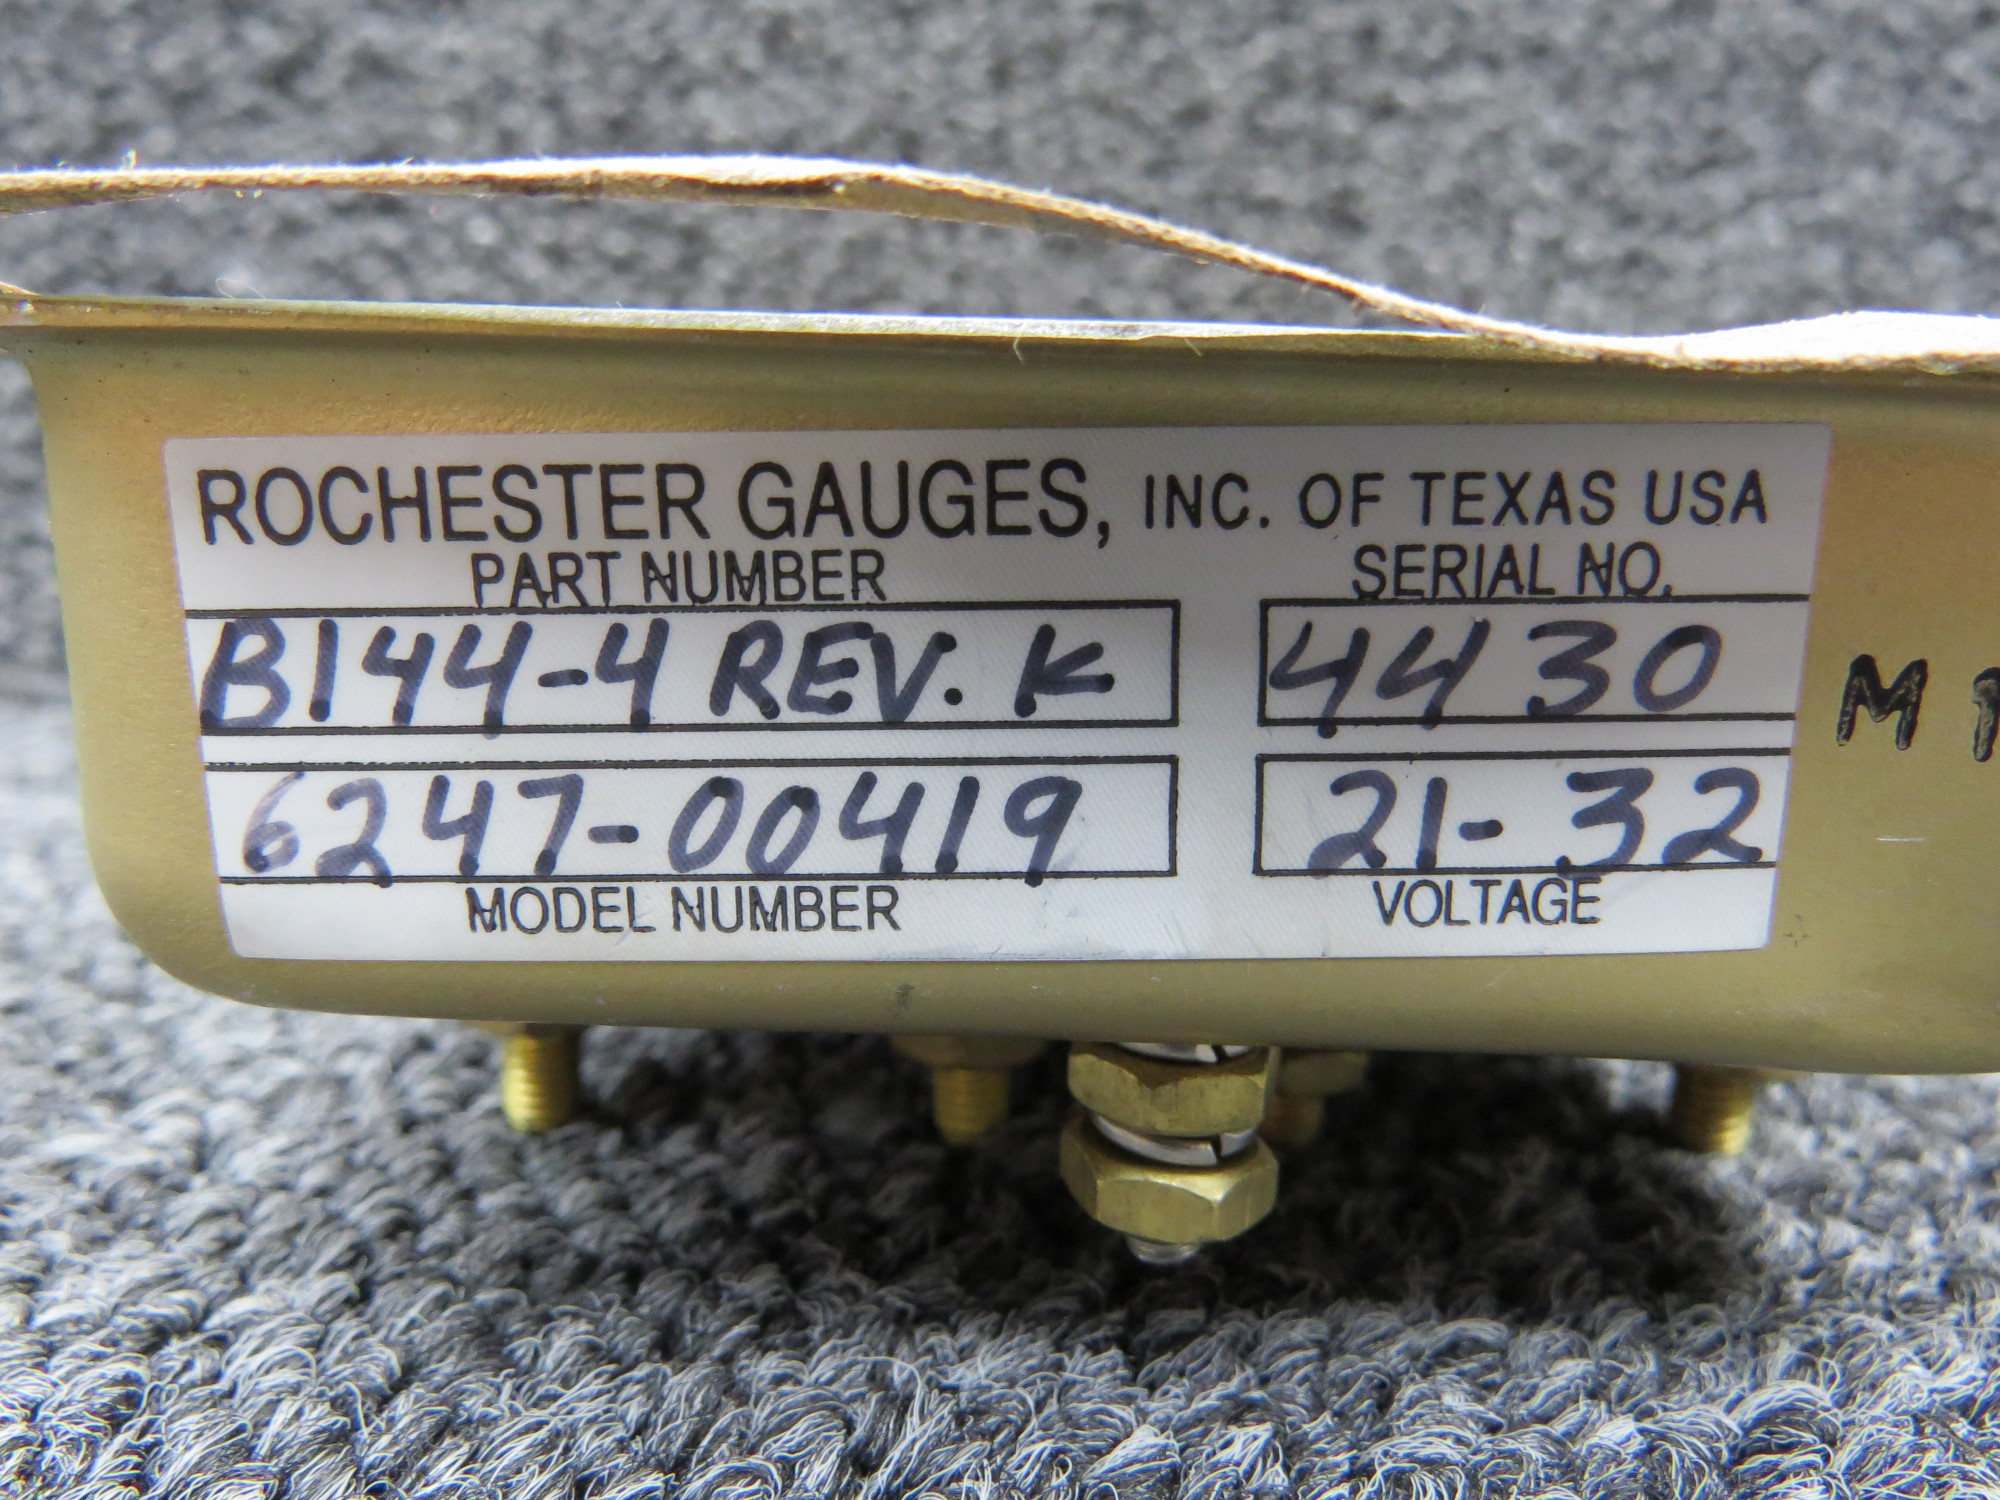 ROCHESTER GAUGES, INC. OF TEXAS USA
PART NUMBER SERIAL NO.
B144-4 REV. K 4430
M1
6247-00419 21-32
MODEL NUMBER VOLTAGE